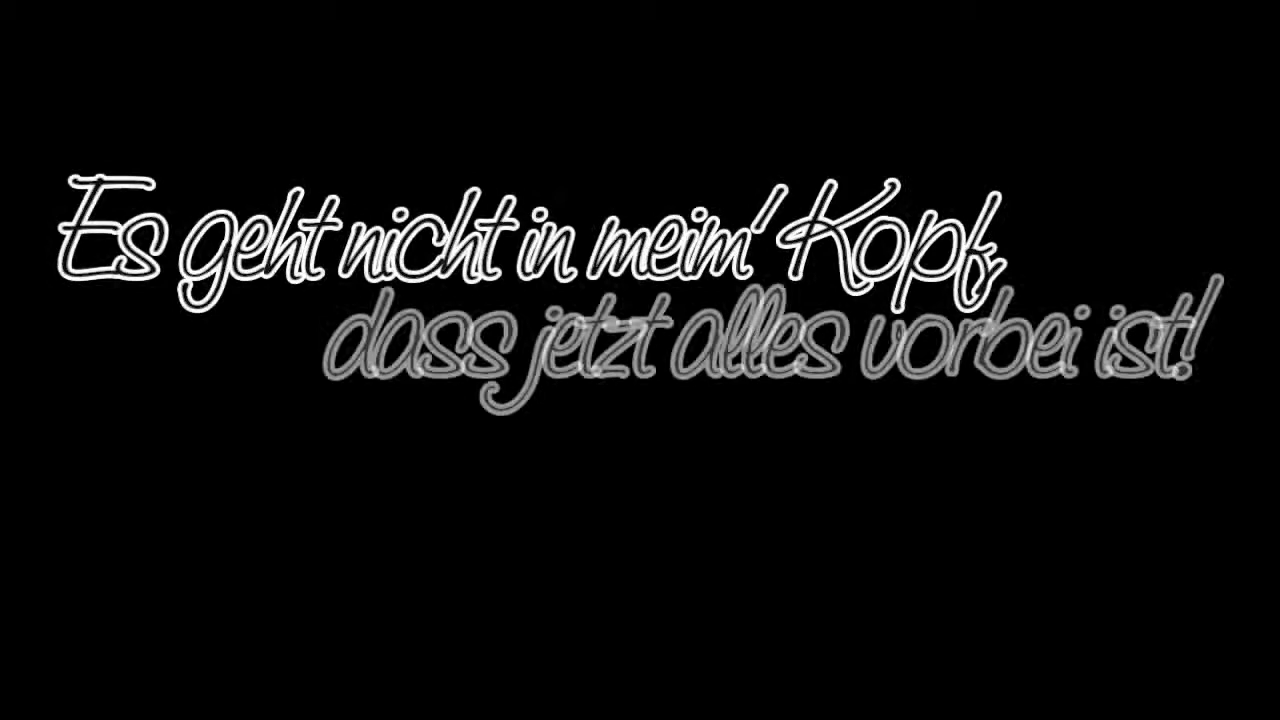 Es geht nicht in meim' Kopf,
dass jetzt alles vorbei ist!